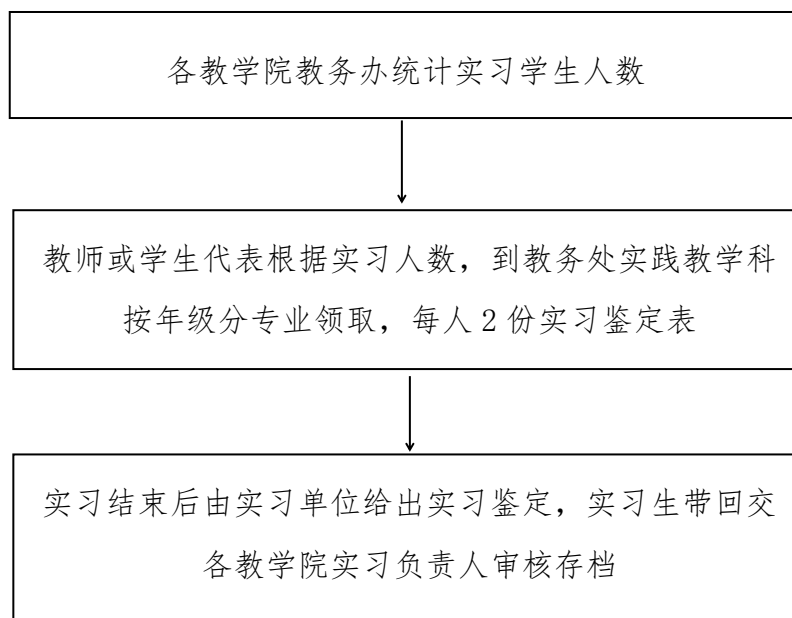 各教学院教务办统计实习学生人数
教师或学生代表根据实习人数，到教务处实践教学科
按年级分专业领取，每人 2 份实习鉴定表
实习结束后由实习单位给出实习鉴定，实习生带回交
各教学院实习负责人审核存档